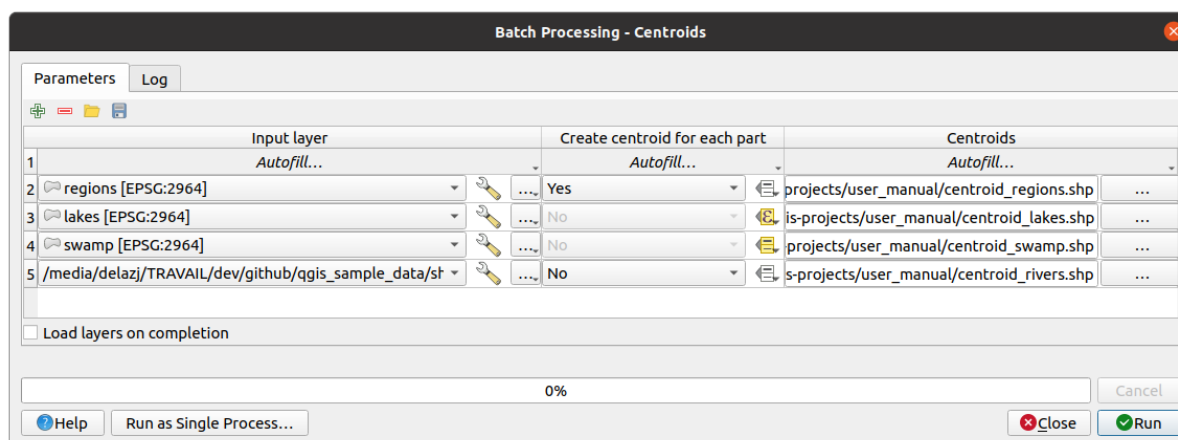 Batch Processing - Centroids
Parameters Log
Input layer Create centroid for each part Centroids
1 Autofill... Autofill... Autofill...
2 regions [EPSG:2964] ... Yes projects/user_manual/centroid_regions.shp ...
3 lakes [EPSG:2964] ... No ε is-projects/user_manual/centroid_lakes.shp ...
4 swamp [EPSG:2964] ... No -projects/user_manual/centroid_swamp.shp ...
5 /media/delazj/TRAVAIL/dev/github/qgis_sample_data/sh ... No s-projects/user_manual/centroid_rivers.shp ...
Load layers on completion
0% Cancel
Help Run as Single Process... Close Run